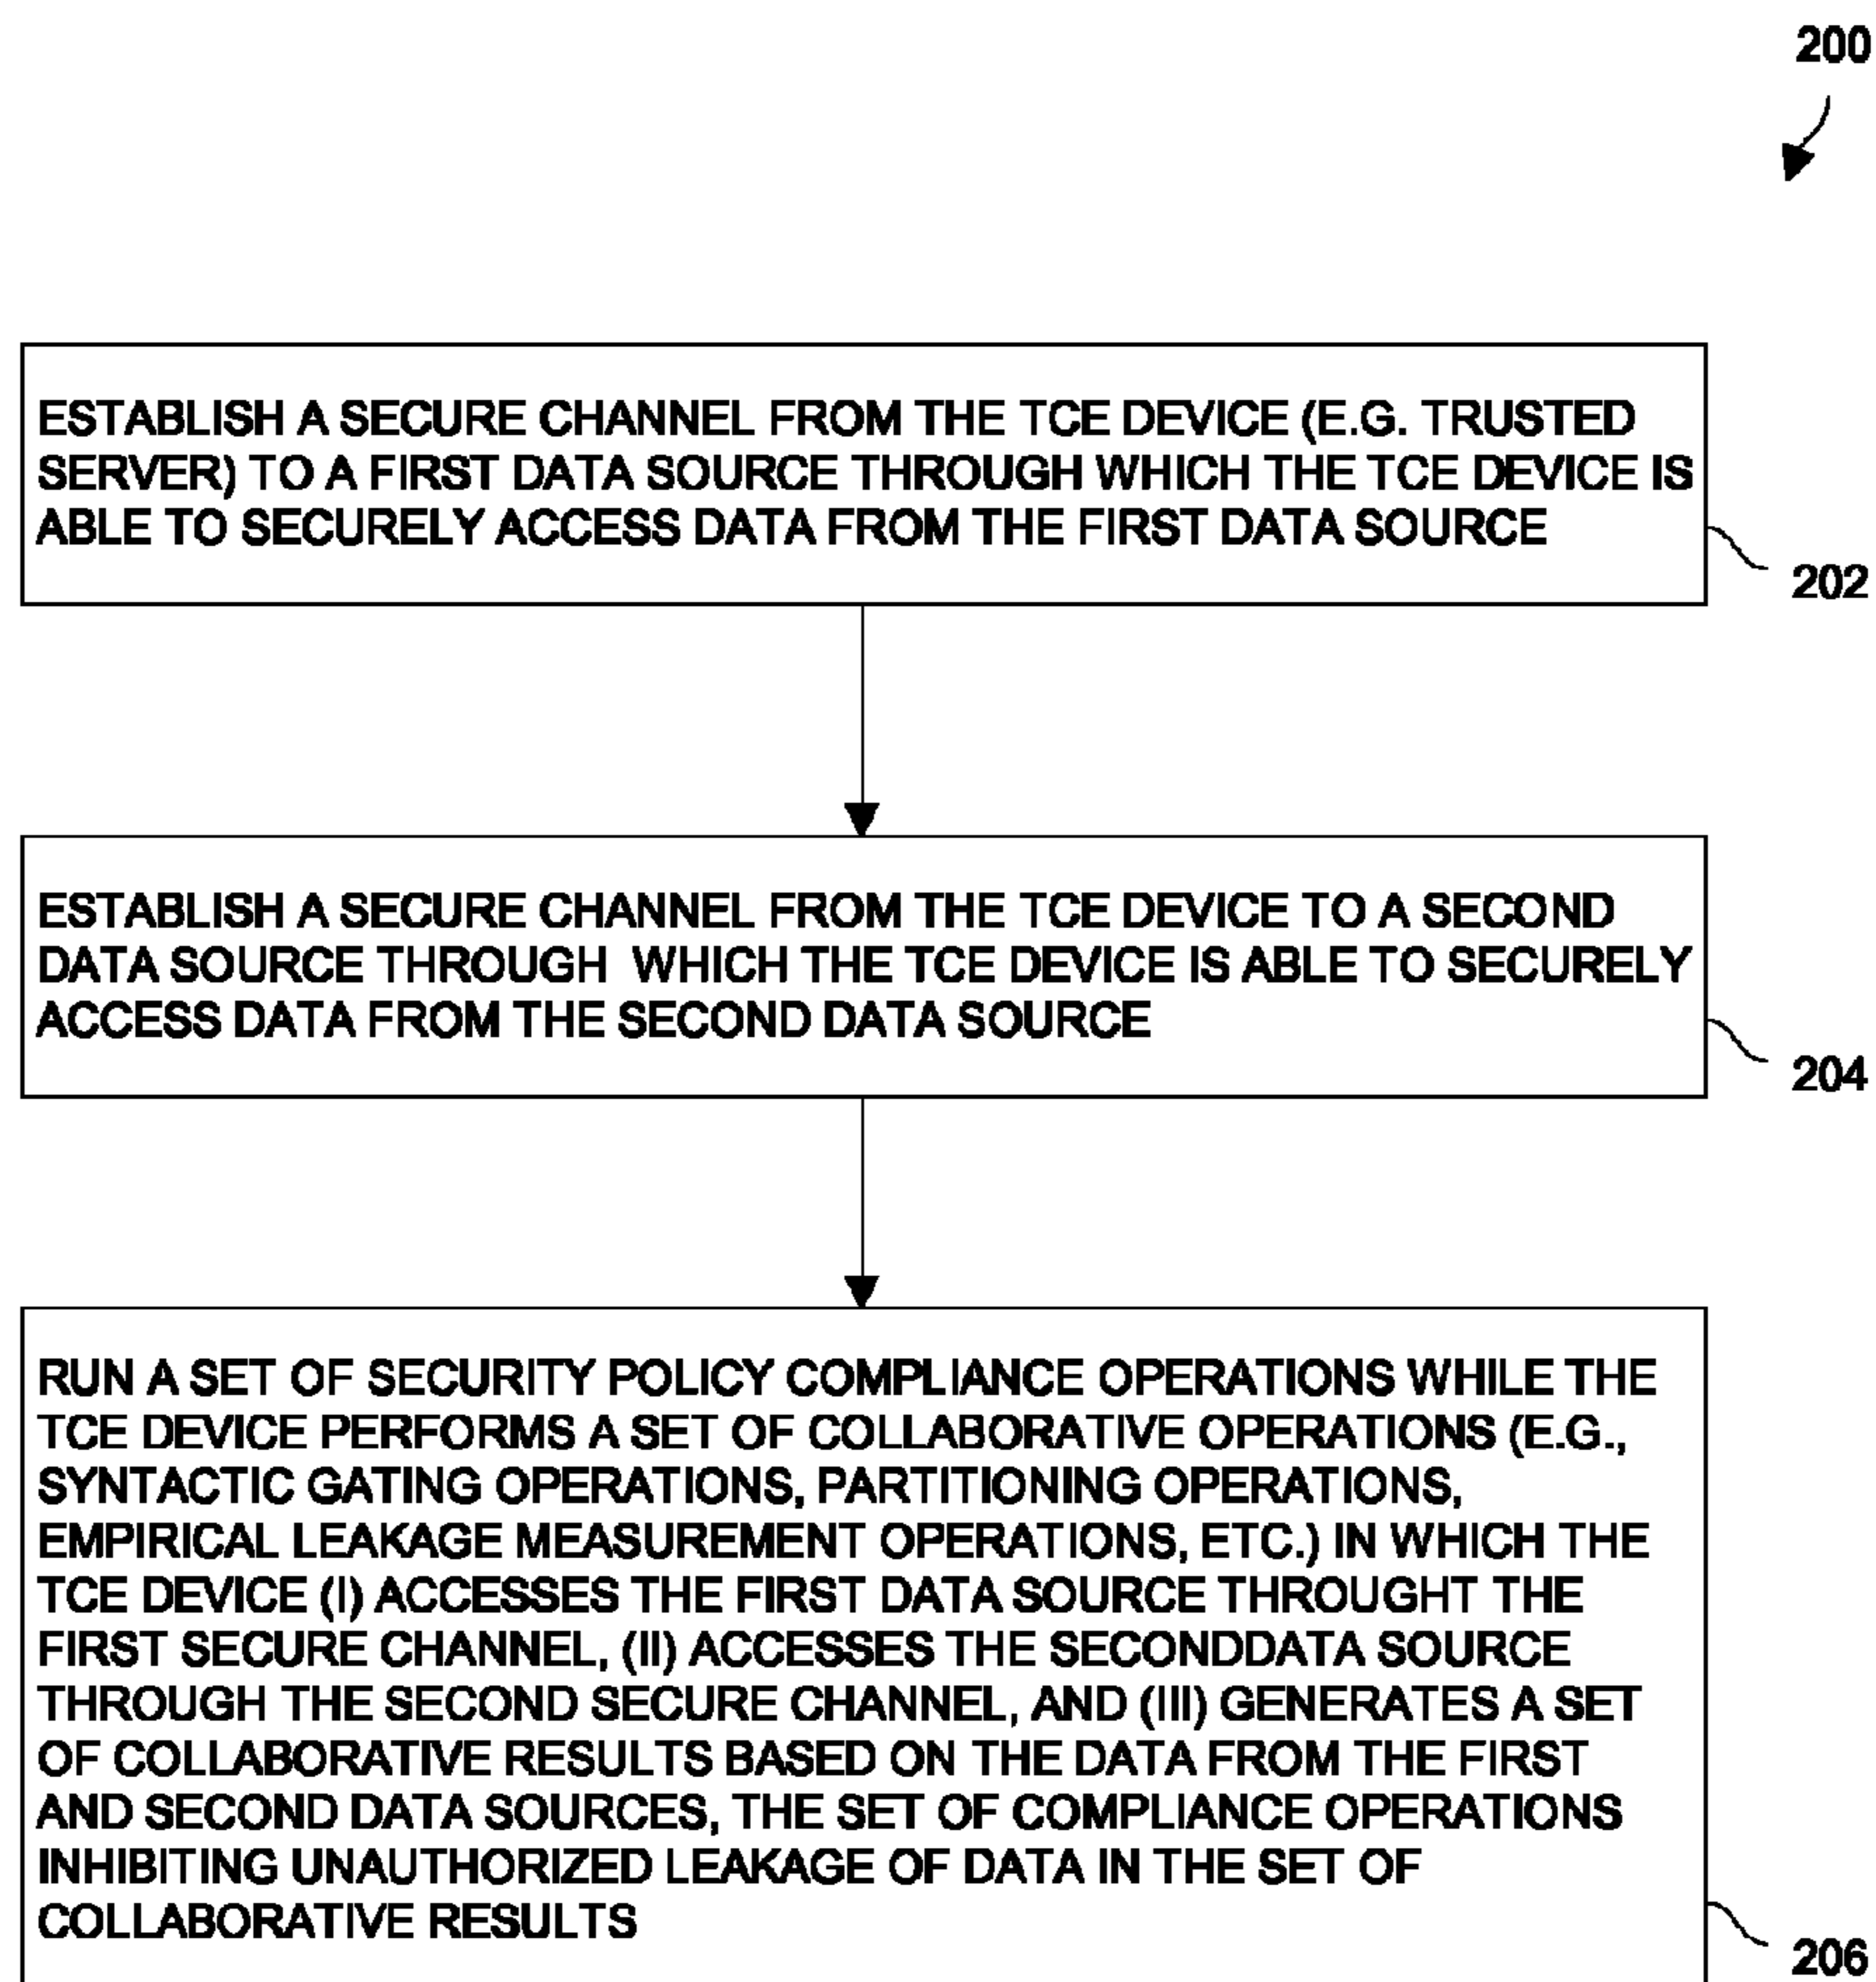 200
ESTABLISH A SECURE CHANNEL FROM THE TCE DEVICE (E.G. TRUSTED
SERVER) TO A FIRST DATA SOURCE THROUGH WHICH THE TCE DEVICE IS
ABLE TO SECURELY ACCESS DATA FROM THE FIRST DATA SOURCE
202
ESTABLISH A SECURE CHANNEL FROM THE TCE DEVICE TO A SECOND
DATA SOURCE THROUGH WHICH THE TCE DEVICE IS ABLE TO SECURELY
ACCESS DATA FROM THE SECOND DATA SOURCE
204
RUN A SET OF SECURITY POLICY COMPLIANCE OPERATIONS WHILE THE
TCE DEVICE PERFORMS A SET OF COLLABORATIVE OPERATIONS (E.G.,
SYNTACTIC GATING OPERATIONS, PARTITIONING OPERATIONS,
EMPIRICAL LEAKAGE MEASUREMENT OPERATIONS, ETC.) IN WHICH THE
TCE DEVICE (I) ACCESSES THE FIRST DATA SOURCE THROUGHT THE
FIRST SECURE CHANNEL, (II) ACCESSES THE SECONDDATA SOURCE
THROUGH THE SECOND SECURE CHANNEL, AND (III) GENERATES A SET
OF COLLABORATIVE RESULTS BASED ON THE DATA FROM THE FIRST
AND SECOND DATA SOURCES, THE SET OF COMPLIANCE OPERATIONS
INHIBITING UNAUTHORIZED LEAKAGE OF DATA IN THE SET OF
COLLABORATIVE RESULTS
206